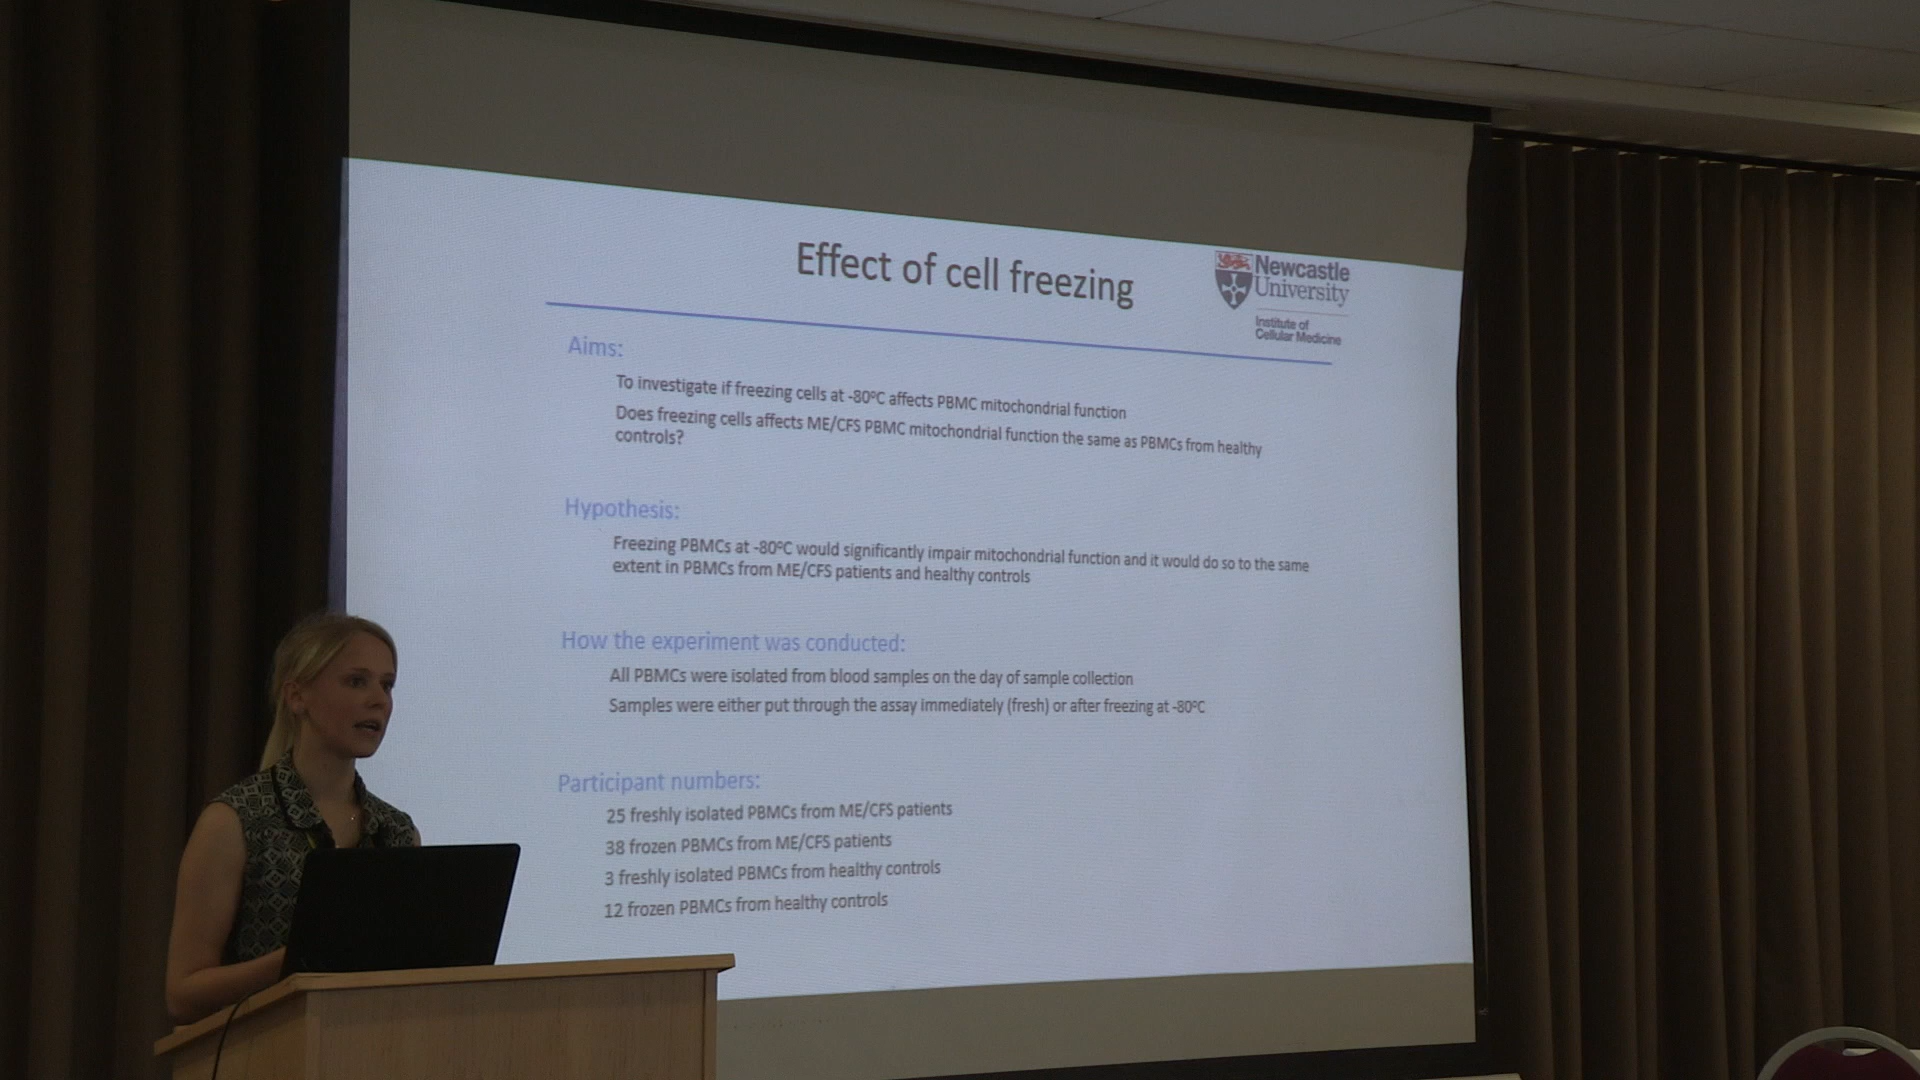 Effect of cell freezing
Newcastle
University
Institute of
Cellular Medicine
Aims:
To investigate if freezing cells at -80ºC affects PBMC mitochondrial function
Does freezing cells affects ME/CFS PBMC mitochondrial function the same as PBMCs from healthy
controls?
Hypothesis:
Freezing PBMCs at -80ºC would significantly impair mitochondrial function and it would do so to the same
extent in PBMCs from ME/CFS patients and healthy controls
How the experiment was conducted:
All PBMCs were isolated from blood samples on the day of sample collection
Samples were either put through the assay immediately (fresh) or after freezing at -80ºC
Participant numbers:
25 freshly isolated PBMCs from ME/CFS patients
38 frozen PBMCs from ME/CFS patients
3 freshly isolated PBMCs from healthy controls
12 frozen PBMCs from healthy controls